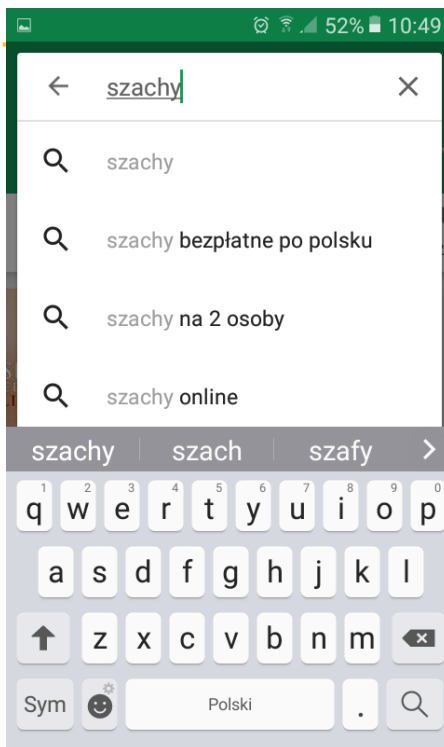 52% 10:49
szachy
szachy
szachy bezpłatne po polsku
szachy na 2 osoby
szachy online
szachy szach szafy
1 2 3 4 5 6 7 8 9 0
q w e r t y u i o p
a s d f g h j k l
z x c v b n m
Sym Polski .